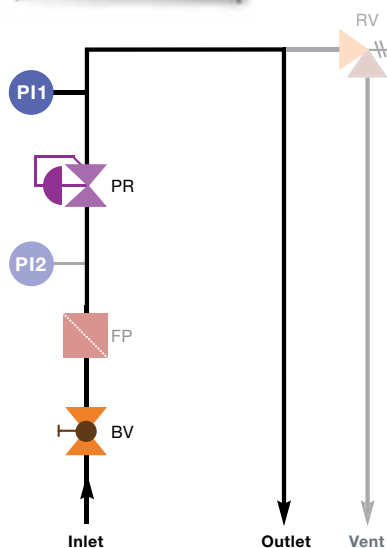 RV
PI1
PR
PI2
FP
BV
Inlet Outlet Vent